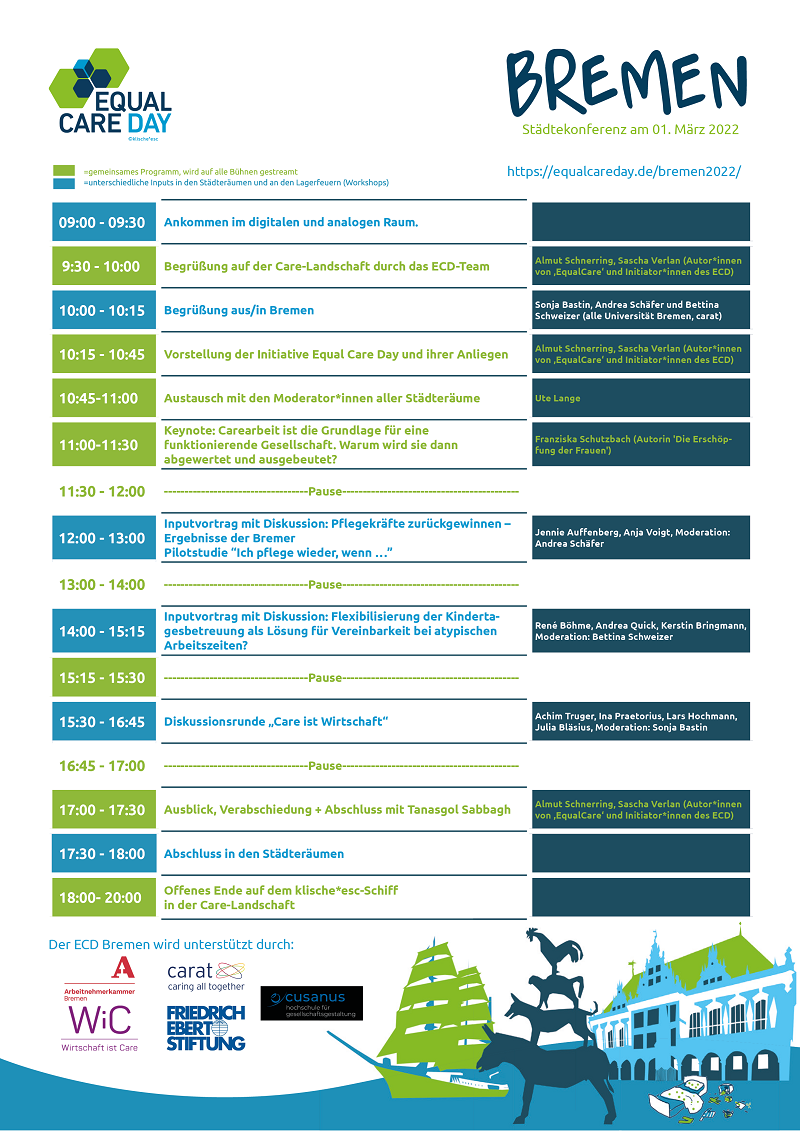 EQUAL
CARE DAY
©klische*esc
BREMEN
Städtekonferenz am 01. März 2022
https://equalcareday.de/bremen2022/
=gemeinsames Programm, wird auf alle Bühnen gestreamt
=unterschiedliche Inputs in den Städteräumen und an den Lagerfeuern (Workshops)
09:00 - 09:30
Ankommen im digitalen und analogen Raum.
9:30 - 10:00
Begrüßung auf der Care-Landschaft durch das ECD-Team
Almut Schnerring, Sascha Verlan (Autor*innen
von ‚EqualCare' und Initiator*innen des ECD)
10:00 - 10:15
Begrüßung aus/in Bremen
Sonja Bastin, Andrea Schäfer und Bettina
Schweizer (alle Universität Bremen, carat)
10:15 - 10:45
Vorstellung der Initiative Equal Care Day und ihrer Anliegen
Almut Schnerring, Sascha Verlan (Autor*innen
von ‚EqualCare' und Initiator*innen des ECD)
10:45-11:00
Austausch mit den Moderator*innen aller Städteräume
Ute Lange
11:00-11:30
Keynote: Carearbeit ist die Grundlage für eine
funktionierende Gesellschaft. Warum wird sie dann
abgewertet und ausgebeutet?
Franziska Schutzbach (Autorin 'Die Erschöp-
fung der Frauen')
11:30 - 12:00
-----------------------------------Pause-------------------------------------------
12:00 - 13:00
Inputvortrag mit Diskussion: Pflegekräfte zurückgewinnen –
Ergebnisse der Bremer
Pilotstudie “Ich pflege wieder, wenn …”
Jennie Auffenberg, Anja Voigt, Moderation:
Andrea Schäfer
13:00 - 14:00
-----------------------------------Pause-------------------------------------------
14:00 - 15:15
Inputvortrag mit Diskussion: Flexibilisierung der Kinderta-
gesbetreuung als Lösung für Vereinbarkeit bei atypischen
Arbeitszeiten?
René Böhme, Andrea Quick, Kerstin Bringmann,
Moderation: Bettina Schweizer
15:15 - 15:30
-----------------------------------Pause-------------------------------------------
15:30 - 16:45
Diskussionsrunde „Care ist Wirtschaft“
Achim Truger, Ina Praetorius, Lars Hochmann,
Julia Bläsius, Moderation: Sonja Bastin
16:45 - 17:00
-----------------------------------Pause-------------------------------------------
17:00 - 17:30
Ausblick, Verabschiedung + Abschluss mit Tanasgol Sabbagh
Almut Schnerring, Sascha Verlan (Autor*innen
von ‚EqualCare' und Initiator*innen des ECD)
17:30 - 18:00
Abschluss in den Städteräumen
18:00- 20:00
Offenes Ende auf dem klische*esc-Schiff
in der Care-Landschaft
Der ECD Bremen wird unterstützt durch:
A
Arbeitnehmerkammer
Bremen
carat
caring all together
cusanus
hochschule für
gesellschaftsgestaltung
WiC
Wirtschaft ist Care
FRIEDRICH
EBERT
STIFTUNG